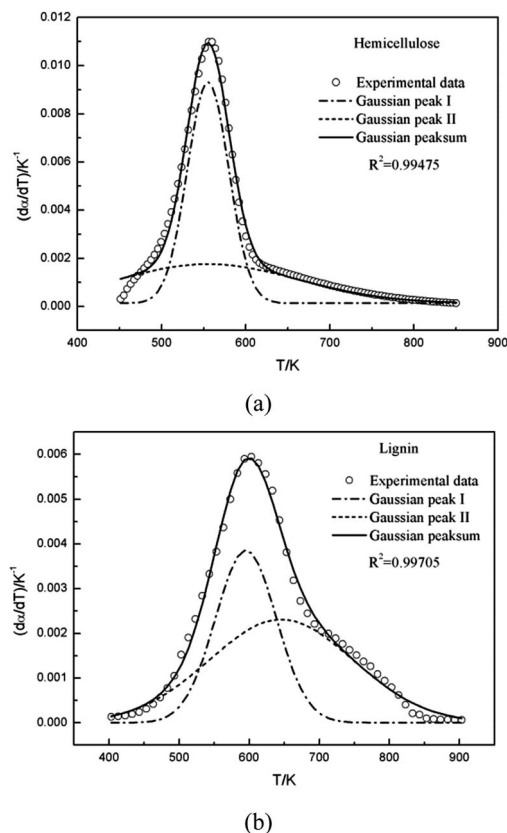 Hemicellulose
Experimental data
Gaussian peak I
Gaussian peak II
Gaussian peaksum
R²=0.99475
(dα/dT)/K⁻¹
0.012
0.010
0.008
0.006
0.004
0.002
0.000
400 500 600 700 800 900
T/K
(a)
Lignin
Experimental data
Gaussian peak I
Gaussian peak II
Gaussian peaksum
R²=0.99705
(dα/dT)/K⁻¹
0.006
0.005
0.004
0.003
0.002
0.001
0.000
400 500 600 700 800 900
T/K
(b)